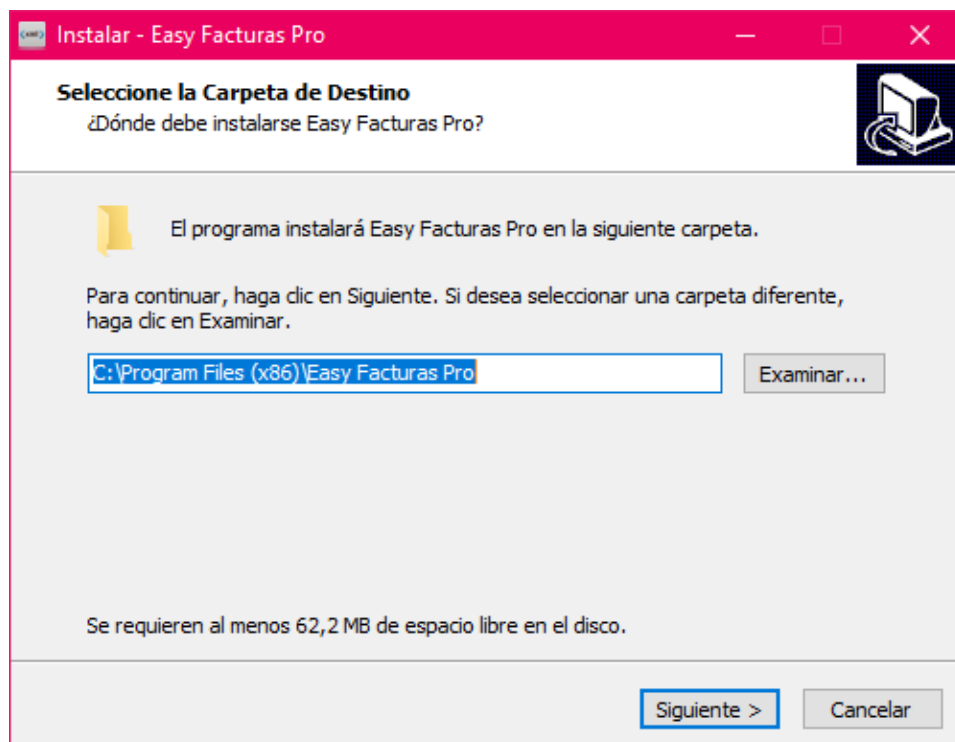 Instalar - Easy Facturas Pro
Seleccione la Carpeta de Destino
¿Dónde debe instalarse Easy Facturas Pro?
El programa instalará Easy Facturas Pro en la siguiente carpeta.
Para continuar, haga clic en Siguiente. Si desea seleccionar una carpeta diferente,
haga clic en Examinar.
C:\Program Files (x86)\Easy Facturas Pro
Examinar...
Se requieren al menos 62,2 MB de espacio libre en el disco.
Siguiente >
Cancelar